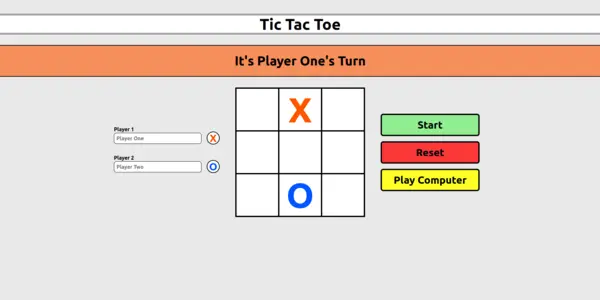 Tic Tac Toe
It's Player One's Turn
Player 1
Player One
X
Player 2
Player Two
O
X
O
Start
Reset
Play Computer